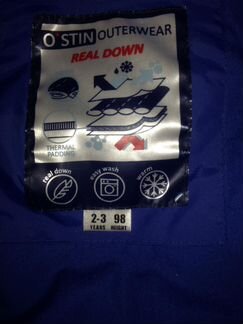 O'STIN OUTERWEAR
REAL DOWN
THERMAL
PADDING
real down
easy wash
warm
2-3 98
YEARS HEIGHT